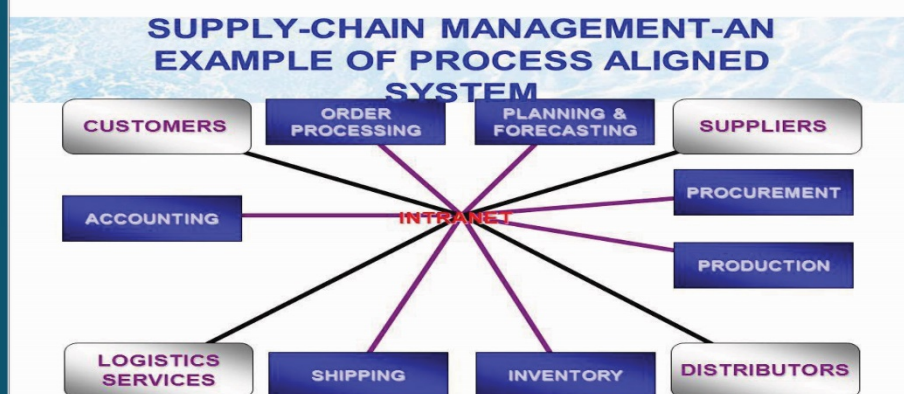 SUPPLY-CHAIN MANAGEMENT-AN
EXAMPLE OF PROCESS ALIGNED
SYSTEM
CUSTOMERS
ORDER
PROCESSING
PLANNING &
FORECASTING
SUPPLIERS
ACCOUNTING
INTRANET
PROCUREMENT
PRODUCTION
LOGISTICS
SERVICES
SHIPPING
INVENTORY
DISTRIBUTORS